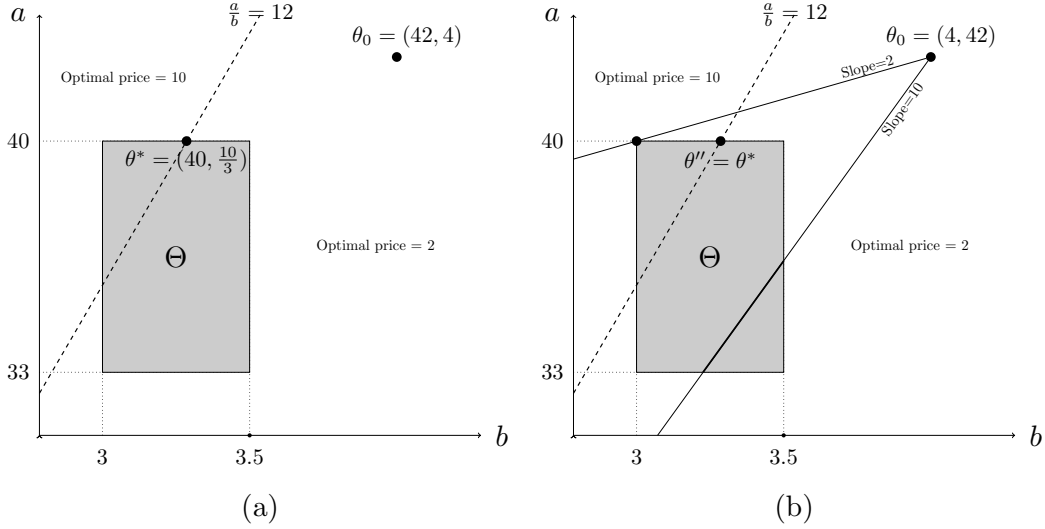 a
a/b = 12
θ₀ = (42, 4)
Optimal price = 10
40
θ* = (40, 10/3)
Θ
Optimal price = 2
33
b
3
3.5
(a)
a
a/b = 12
θ₀ = (4, 42)
Optimal price = 10
Slope=2
Slope=10
40
θ″ = θ*
Θ
Optimal price = 2
33
b
3
3.5
(b)